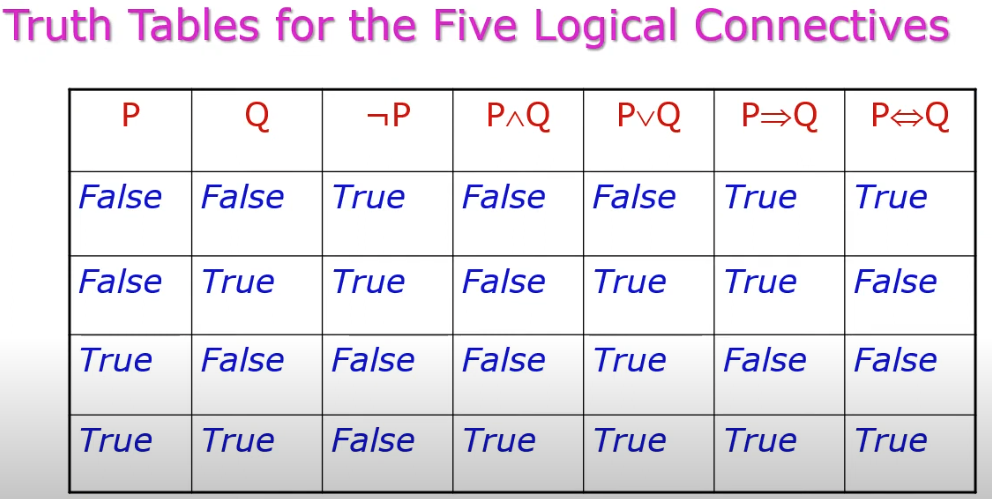 Truth Tables for the Five Logical Connectives
P Q ¬P P∧Q P∨Q P⇒Q P⇔Q
False False True False False True True
False True True False True True False
True False False False True False False
True True False True True True True